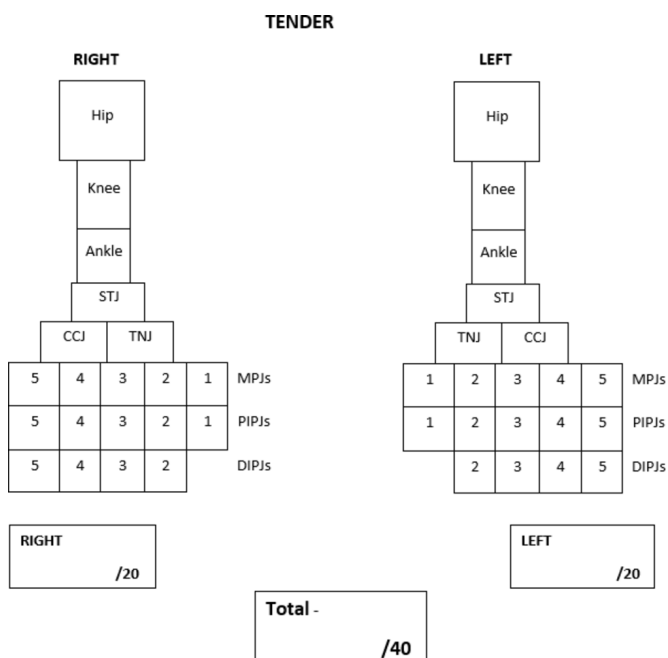 TENDER
RIGHT LEFT
Hip Hip
Knee Knee
Ankle Ankle
STJ STJ
CCJ TNJ TNJ CCJ
5 4 3 2 1 MPJs 1 2 3 4 5 MPJs
5 4 3 2 1 PIPJs 1 2 3 4 5 PIPJs
5 4 3 2 DIPJs 2 3 4 5 DIPJs
RIGHT LEFT
/20 /20
Total -
/40